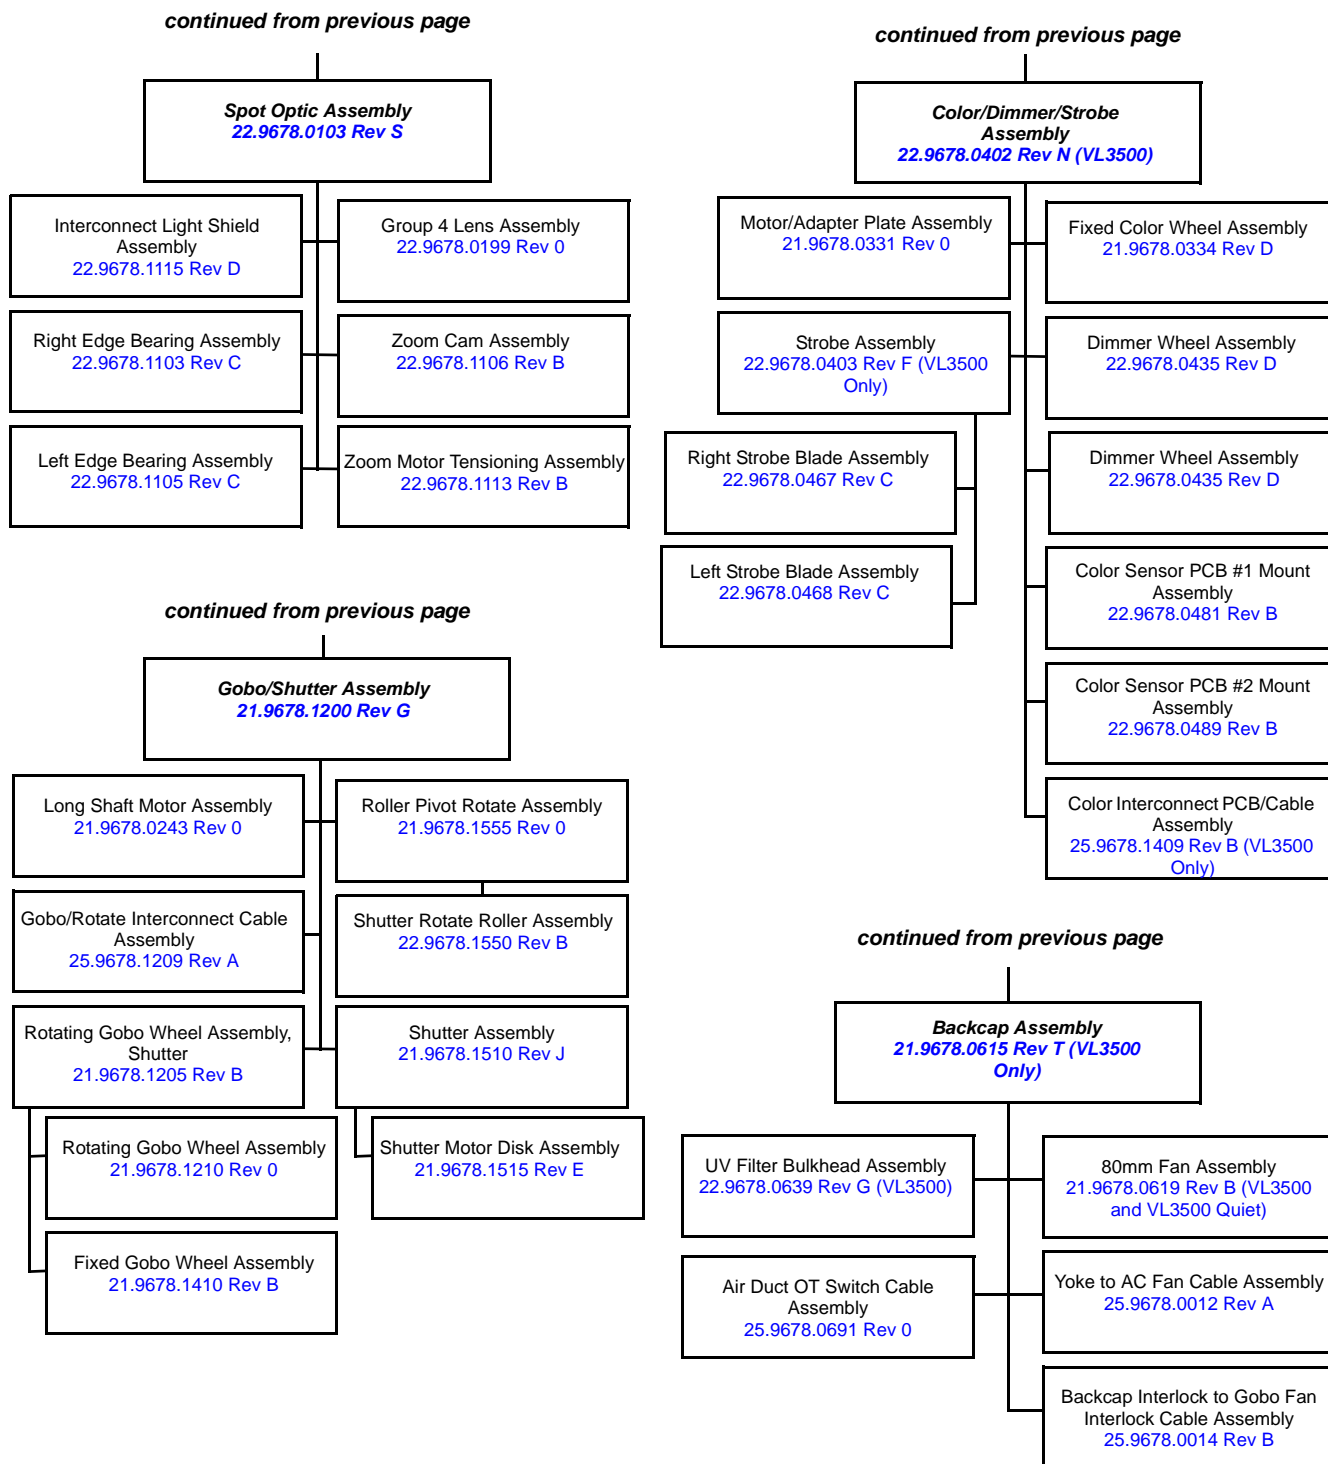 continued from previous page
Spot Optic Assembly
22.9678.0103 Rev S
Interconnect Light Shield
Assembly
22.9678.1115 Rev D
Group 4 Lens Assembly
22.9678.0199 Rev 0
Right Edge Bearing Assembly
22.9678.1103 Rev C
Zoom Cam Assembly
22.9678.1106 Rev B
Left Edge Bearing Assembly
22.9678.1105 Rev C
Zoom Motor Tensioning Assembly
22.9678.1113 Rev B
continued from previous page
Gobo/Shutter Assembly
21.9678.1200 Rev G
Long Shaft Motor Assembly
21.9678.0243 Rev 0
Roller Pivot Rotate Assembly
21.9678.1555 Rev 0
Gobo/Rotate Interconnect Cable
Assembly
25.9678.1209 Rev A
Shutter Rotate Roller Assembly
22.9678.1550 Rev B
Rotating Gobo Wheel Assembly,
Shutter
21.9678.1205 Rev B
Shutter Assembly
21.9678.1510 Rev J
Rotating Gobo Wheel Assembly
21.9678.1210 Rev 0
Shutter Motor Disk Assembly
21.9678.1515 Rev E
Fixed Gobo Wheel Assembly
21.9678.1410 Rev B
continued from previous page
Color/Dimmer/Strobe
Assembly
22.9678.0402 Rev N (VL3500)
Motor/Adapter Plate Assembly
21.9678.0331 Rev 0
Fixed Color Wheel Assembly
21.9678.0334 Rev D
Strobe Assembly
22.9678.0403 Rev F (VL3500
Only)
Dimmer Wheel Assembly
22.9678.0435 Rev D
Right Strobe Blade Assembly
22.9678.0467 Rev C
Dimmer Wheel Assembly
22.9678.0435 Rev D
Left Strobe Blade Assembly
22.9678.0468 Rev C
Color Sensor PCB #1 Mount
Assembly
22.9678.0481 Rev B
Color Sensor PCB #2 Mount
Assembly
22.9678.0489 Rev B
Color Interconnect PCB/Cable
Assembly
25.9678.1409 Rev B (VL3500
Only)
continued from previous page
Backcap Assembly
21.9678.0615 Rev T (VL3500
Only)
UV Filter Bulkhead Assembly
22.9678.0639 Rev G (VL3500)
80mm Fan Assembly
21.9678.0619 Rev B (VL3500
and VL3500 Quiet)
Air Duct OT Switch Cable
Assembly
25.9678.0691 Rev 0
Yoke to AC Fan Cable Assembly
25.9678.0012 Rev A
Backcap Interlock to Gobo Fan
Interlock Cable Assembly
25.9678.0014 Rev B